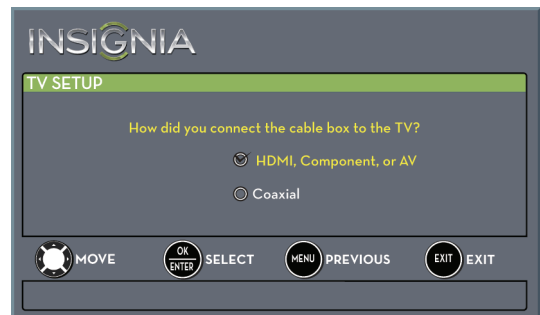 INSIGNIA
TV SETUP
How did you connect the cable box to the TV?
HDMI, Component, or AV
Coaxial
MOVE OK ENTER SELECT MENU PREVIOUS EXIT EXIT